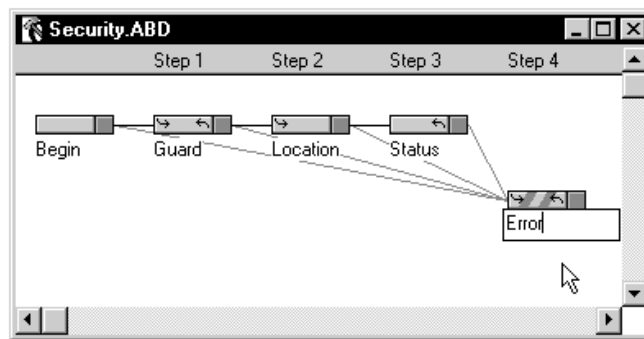 Security.ABD
Step 1 Step 2 Step 3 Step 4
Begin Guard Location Status
Error